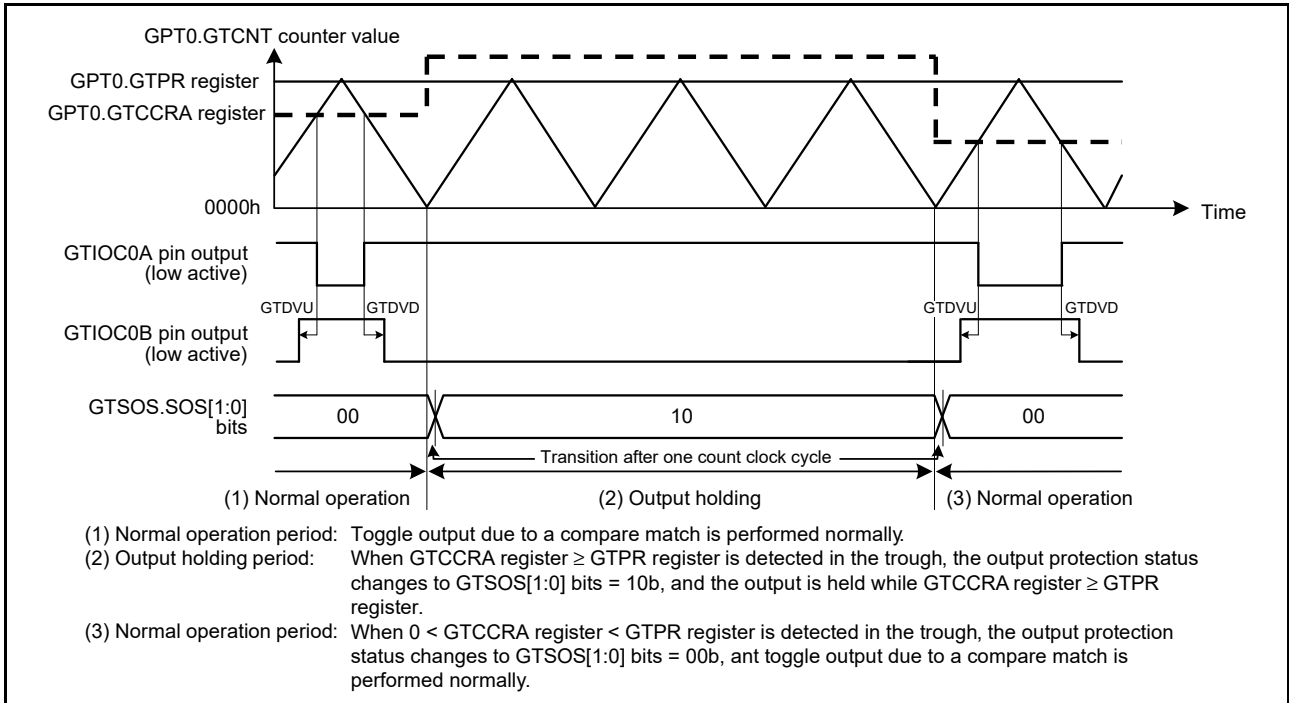 GPT0.GTCNT counter value
GPT0.GTPR register
GPT0.GTCCRA register
0000h
Time
GTIOC0A pin output
(low active)
GTDVU
GTDVD
GTDVU
GTDVD
GTIOC0B pin output
(low active)
GTSOS.SOS[1:0]
bits
00
10
00
Transition after one count clock cycle
(1) Normal operation
(2) Output holding
(3) Normal operation
(1) Normal operation period: Toggle output due to a compare match is performed normally.
(2) Output holding period: When GTCCRA register ≥ GTPR register is detected in the trough, the output protection status
changes to GTSOS[1:0] bits = 10b, and the output is held while GTCCRA register ≥ GTPR
register.
(3) Normal operation period: When 0 < GTCCRA register < GTPR register is detected in the trough, the output protection
status changes to GTSOS[1:0] bits = 00b, ant toggle output due to a compare match is
performed normally.